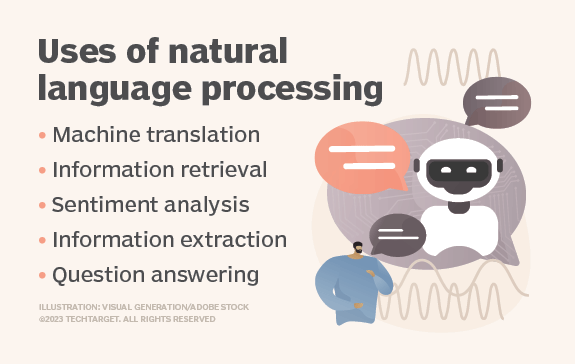 Uses of natural
language processing
• Machine translation
• Information retrieval
• Sentiment analysis
• Information extraction
• Question answering
ILLUSTRATION: VISUAL GENERATION/ADOBE STOCK
©2023 TECHTARGET. ALL RIGHTS RESERVED